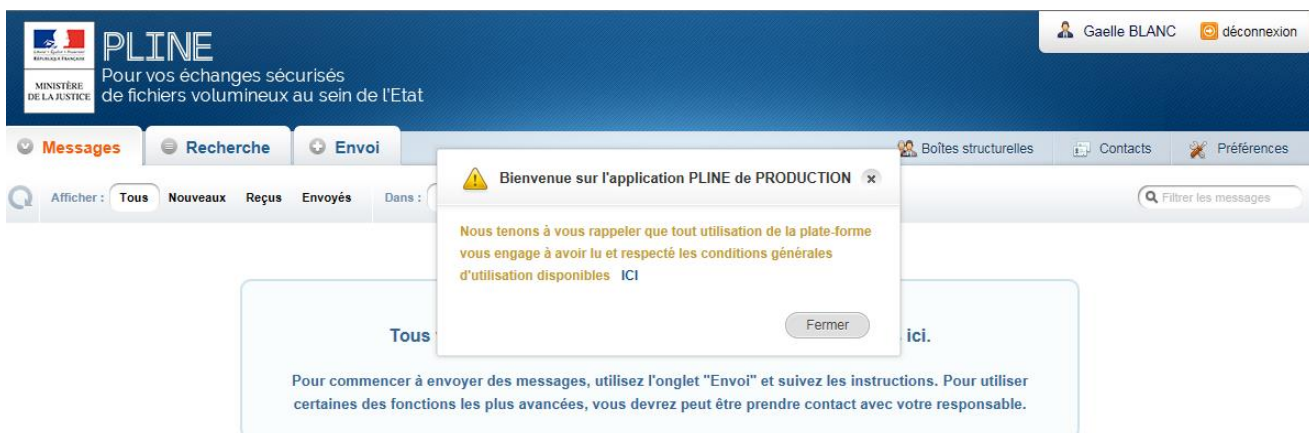 Gaelle BLANC déconnexion
PLINE
Pour vos échanges sécurisés
de fichiers volumineux au sein de l'Etat
RÉPUBLIQUE FRANÇAISE
MINISTÈRE
DE LA JUSTICE
Messages Recherche Envoi Boîtes structurelles Contacts Préférences
Afficher : Tous Nouveaux Reçus Envoyés Dans : Filtrer les messages
Bienvenue sur l'application PLINE de PRODUCTION
Nous tenons à vous rappeler que tout utilisation de la plate-forme
vous engage à avoir lu et respecté les conditions générales
d'utilisation disponibles ICI
Fermer
Tous ici.
Pour commencer à envoyer des messages, utilisez l'onglet "Envoi" et suivez les instructions. Pour utiliser
certaines des fonctions les plus avancées, vous devrez peut être prendre contact avec votre responsable.